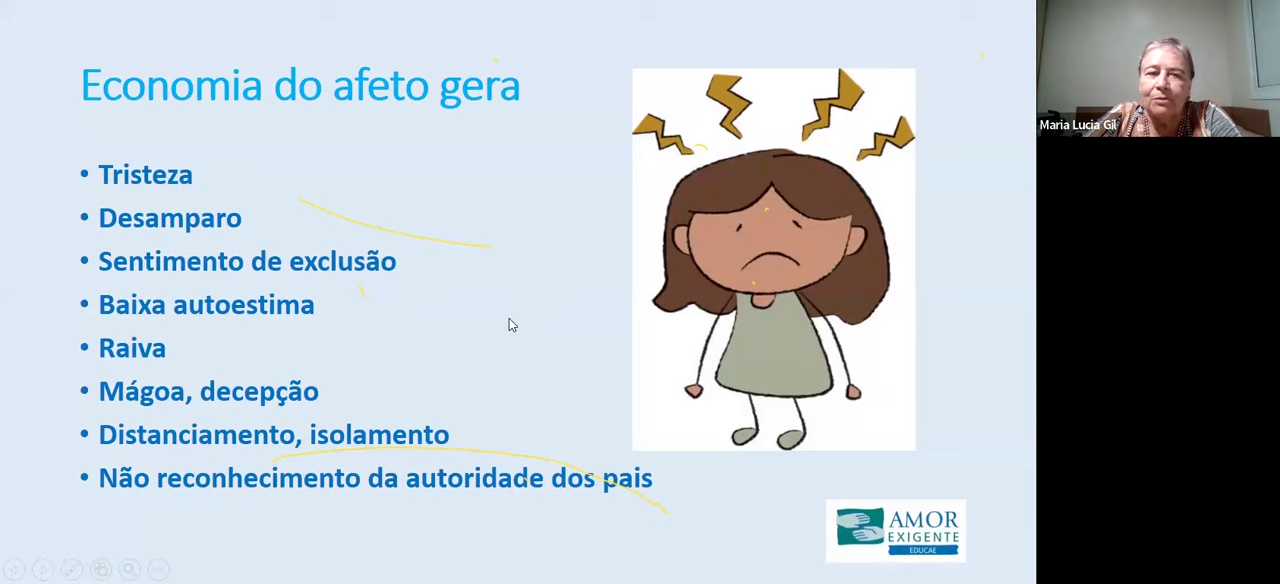 Economia do afeto gera
• Tristeza
• Desamparo
• Sentimento de exclusão
• Baixa autoestima
• Raiva
• Mágoa, decepção
• Distanciamento, isolamento
• Não reconhecimento da autoridade dos pais
AMOR
EXIGENTE
EDUCAE
Maria Lucia Gil